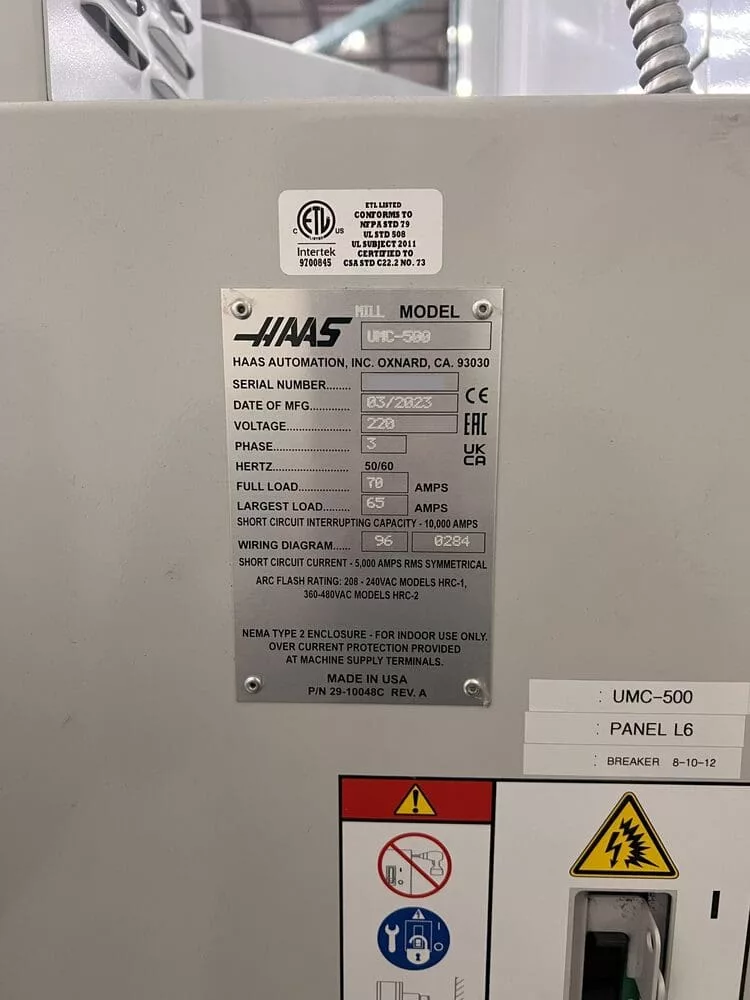 ETL LISTED
CONFORMS TO
NFPA STD 79
UL STD 508
UL SUBJECT 2011
CERTIFIED TO
CSA STD C22.2 NO. 73
C ETL US
Intertek
9700845
MILL MODEL
HAAS UMC-500
HAAS AUTOMATION, INC. OXNARD, CA. 93030
SERIAL NUMBER........
DATE OF MFG............ 03/2023
VOLTAGE................... 220
PHASE....................... 3
HERTZ....................... 50/60
FULL LOAD............... 70 AMPS
LARGEST LOAD........ 65 AMPS
CE
EAC
UK
CA
SHORT CIRCUIT INTERRUPTING CAPACITY - 10,000 AMPS
WIRING DIAGRAM..... 96 0284
SHORT CIRCUIT CURRENT - 5,000 AMPS RMS SYMMETRICAL
ARC FLASH RATING: 208 - 240VAC MODELS HRC-1,
360-480VAC MODELS HRC-2
NEMA TYPE 2 ENCLOSURE - FOR INDOOR USE ONLY.
OVER CURRENT PROTECTION PROVIDED
AT MACHINE SUPPLY TERMINALS.
MADE IN USA
P/N 29-10048C REV. A
: UMC-500
: PANEL L6
: BREAKER 8-10-12
I